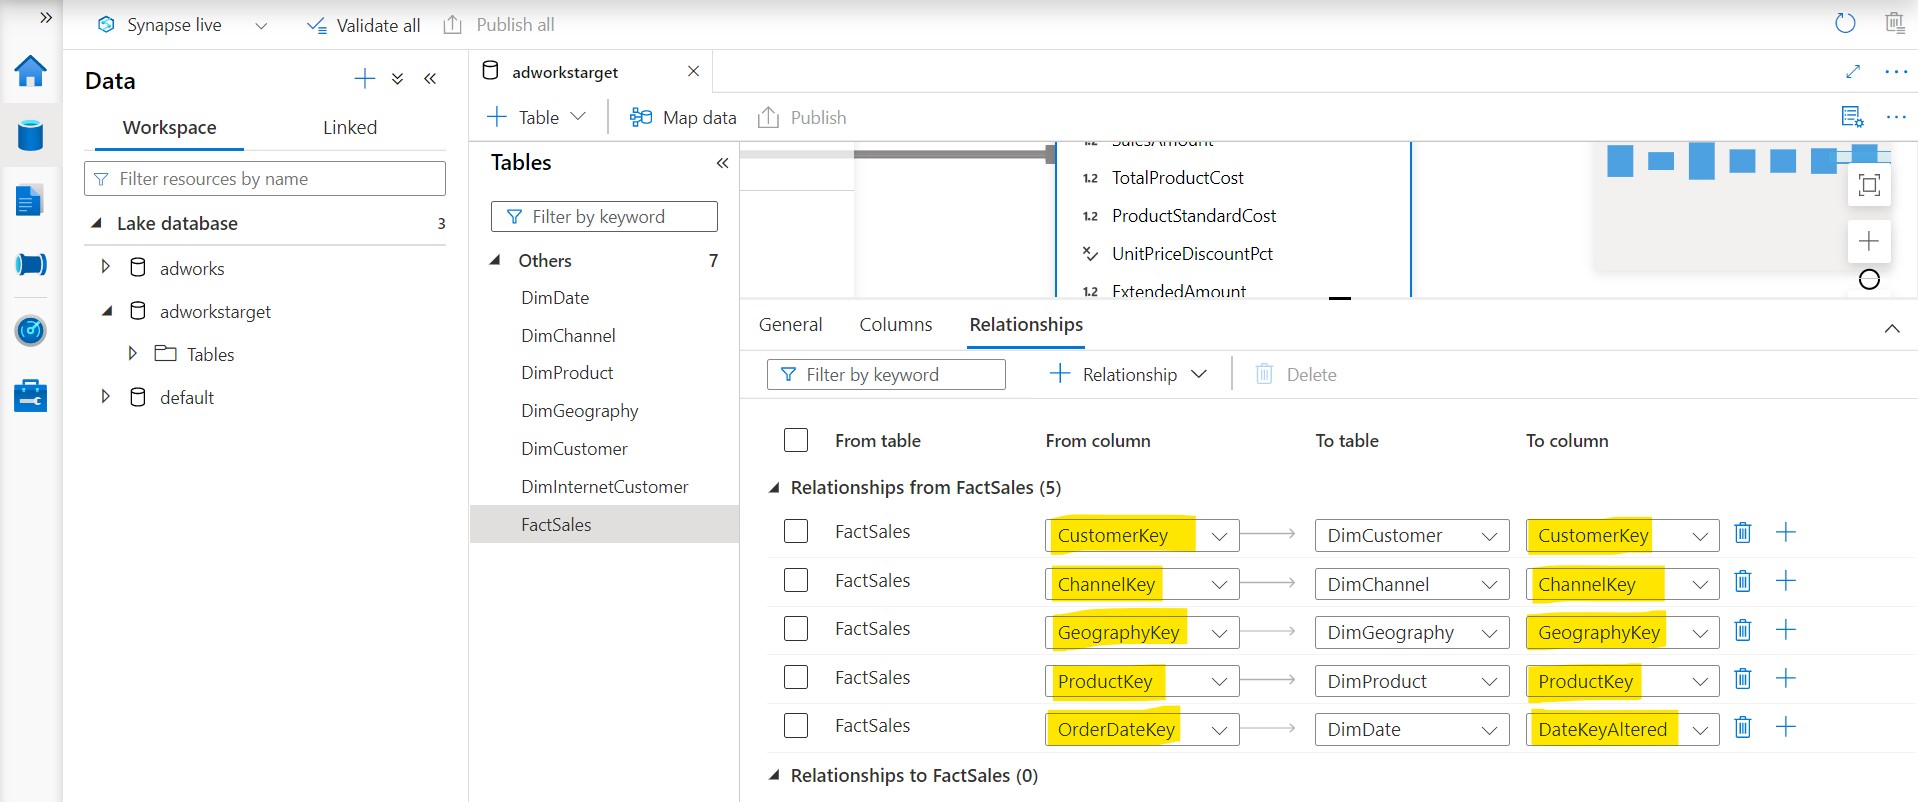 Synapse live
Validate all
Publish all
Data
Workspace
Linked
Filter resources by name
Lake database 3
adworks
adworkstarget
Tables
default
adworkstarget
Table
Map data
Publish
Tables
Filter by keyword
Others 7
DimDate
DimChannel
DimProduct
DimGeography
DimCustomer
DimInternetCustomer
FactSales
1.2 SalesAmount
1.2 TotalProductCost
1.2 ProductStandardCost
UnitPriceDiscountPct
1.2 ExtendedAmount
General Columns Relationships
Filter by keyword
Relationship
Delete
From table From column To table To column
Relationships from FactSales (5)
FactSales CustomerKey DimCustomer CustomerKey
FactSales ChannelKey DimChannel ChannelKey
FactSales GeographyKey DimGeography GeographyKey
FactSales ProductKey DimProduct ProductKey
FactSales OrderDateKey DimDate DateKeyAltered
Relationships to FactSales (0)